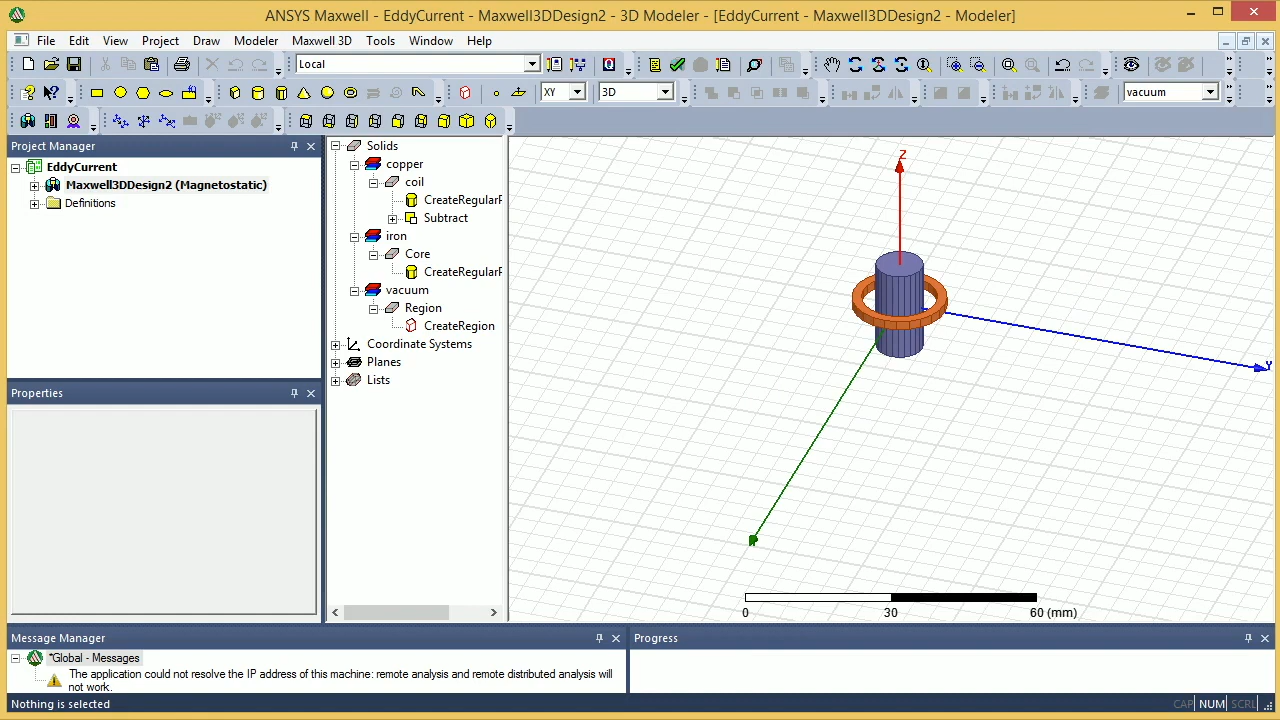 ANSYS Maxwell - EddyCurrent - Maxwell3DDesign2 - 3D Modeler - [EddyCurrent - Maxwell3DDesign2 - Modeler]
File Edit View Project Draw Modeler Maxwell 3D Tools Window Help
Local
XY 3D vacuum
Project Manager
EddyCurrent
Maxwell3DDesign2 (Magnetostatic)
Definitions
Properties
Solids
copper
coil
CreateRegularP
Subtract
iron
Core
CreateRegularP
vacuum
Region
CreateRegion
Coordinate Systems
Planes
Lists
Z
Y
0 30 60 (mm)
Message Manager
*Global - Messages
The application could not resolve the IP address of this machine: remote analysis and remote distributed analysis will
not work.
Progress
Nothing is selected
CAP NUM SCRL